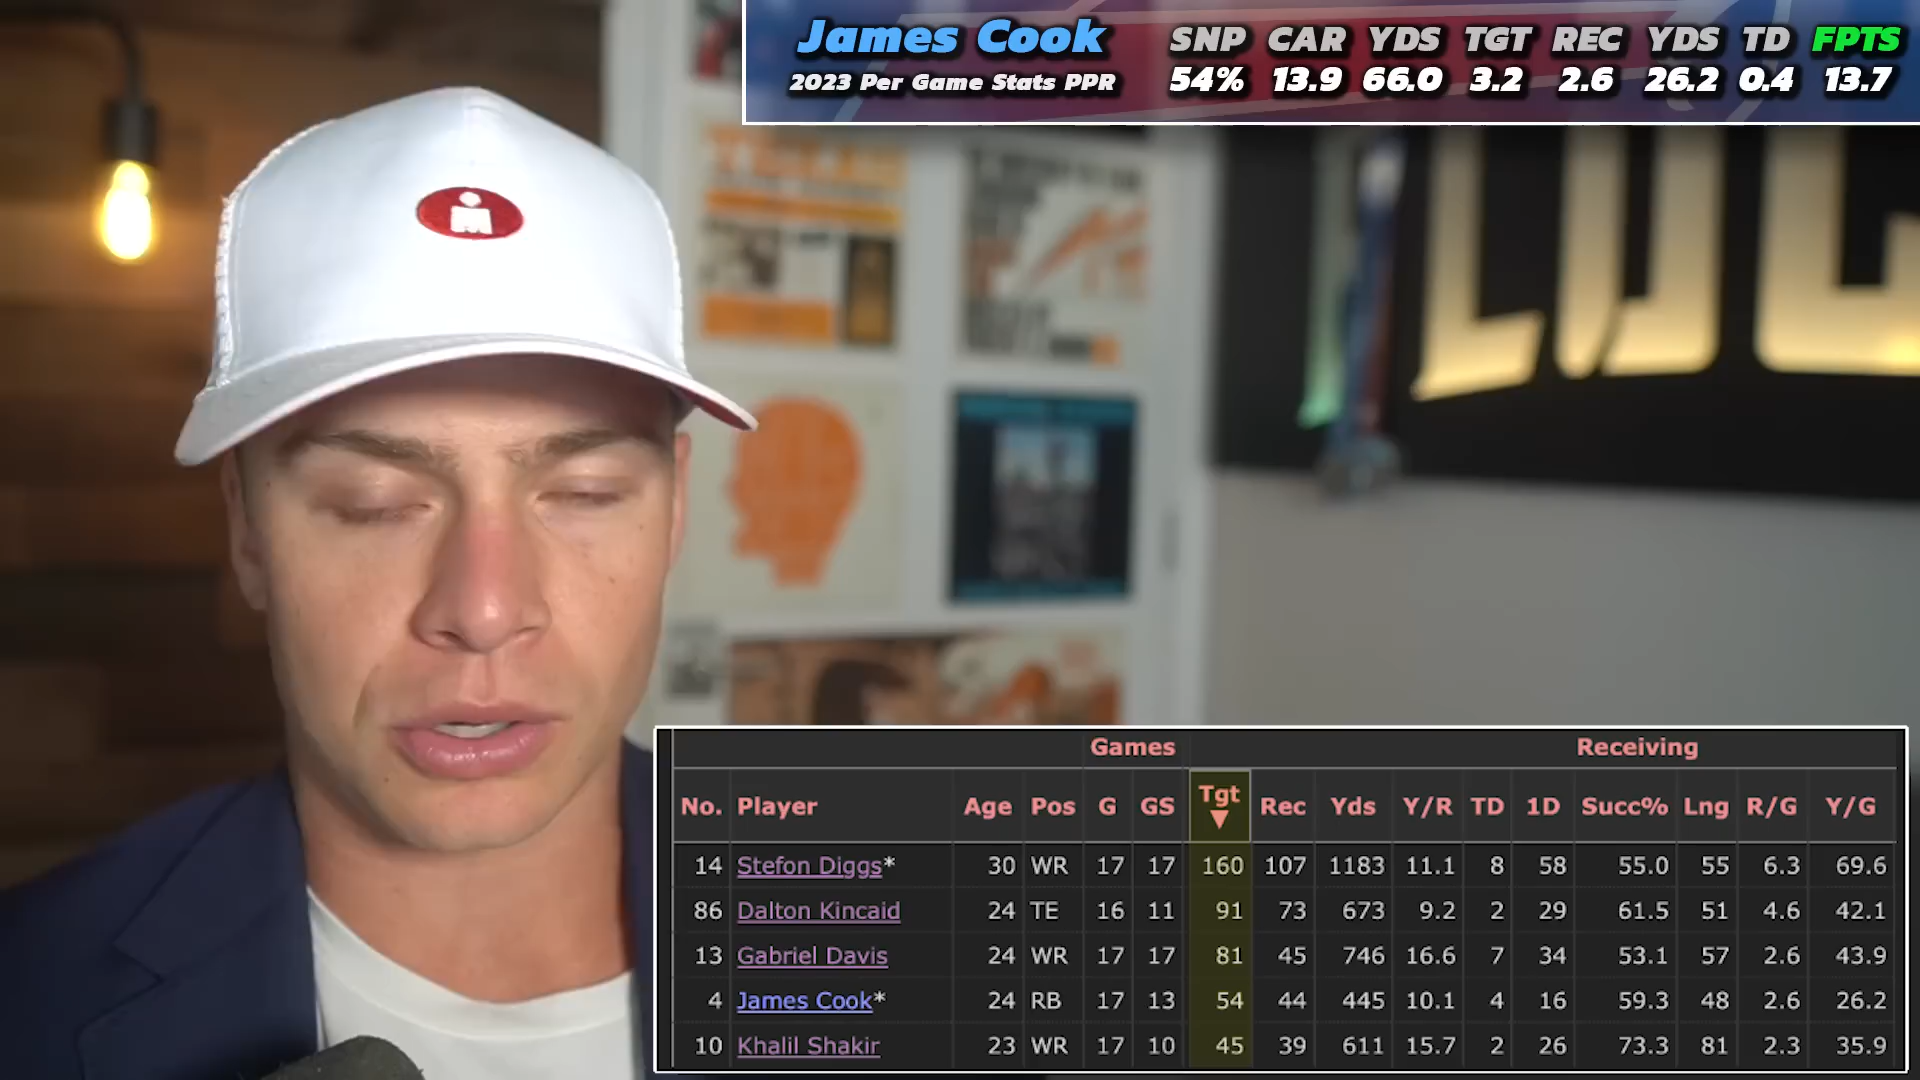 James Cook SNP CAR YDS TGT REC YDS TD FPTS
2023 Per Game Stats PPR 54% 13.9 66.0 3.2 2.6 26.2 0.4 13.7
Games Receiving
No. Player Age Pos G GS Tgt ▼ Rec Yds Y/R TD 1D Succ% Lng R/G Y/G
14 Stefon Diggs* 30 WR 17 17 160 107 1183 11.1 8 58 55.0 55 6.3 69.6
86 Dalton Kincaid 24 TE 16 11 91 73 673 9.2 2 29 61.5 51 4.6 42.1
13 Gabriel Davis 24 WR 17 17 81 45 746 16.6 7 34 53.1 57 2.6 43.9
4 James Cook* 24 RB 17 13 54 44 445 10.1 4 16 59.3 48 2.6 26.2
10 Khalil Shakir 23 WR 17 10 45 39 611 15.7 2 26 73.3 81 2.3 35.9